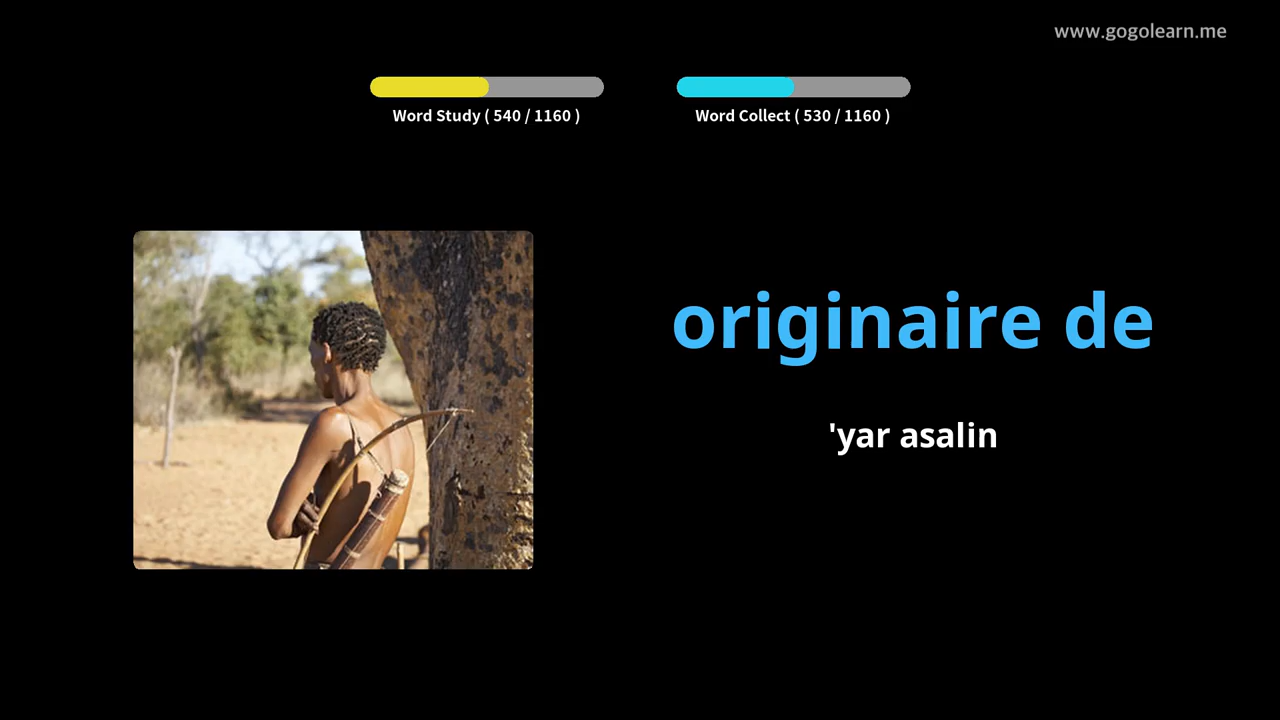 www.gogolearn.me
Word Study ( 540 / 1160 )
Word Collect ( 530 / 1160 )
originaire de
'yar asalin